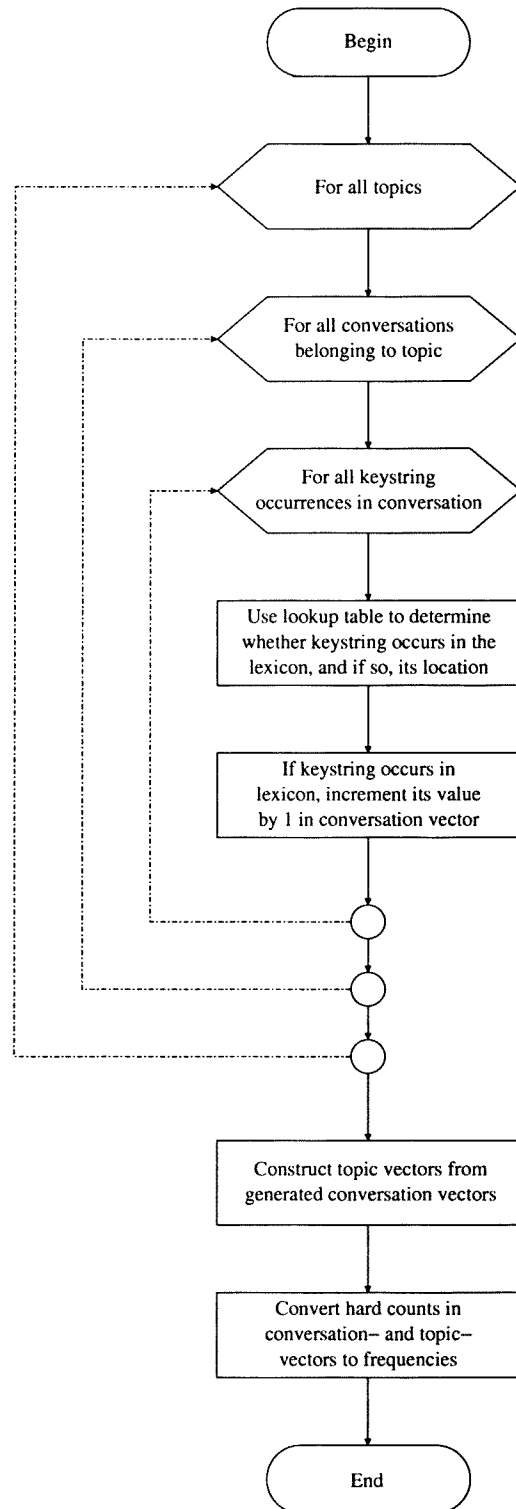 Begin
For all topics
For all conversations
belonging to topic
For all keystring
occurrences in conversation
Use lookup table to determine
whether keystring occurs in the
lexicon, and if so, its location
If keystring occurs in
lexicon, increment its value
by 1 in conversation vector
Construct topic vectors from
generated conversation vectors
Convert hard counts in
conversation– and topic–
vectors to frequencies
End